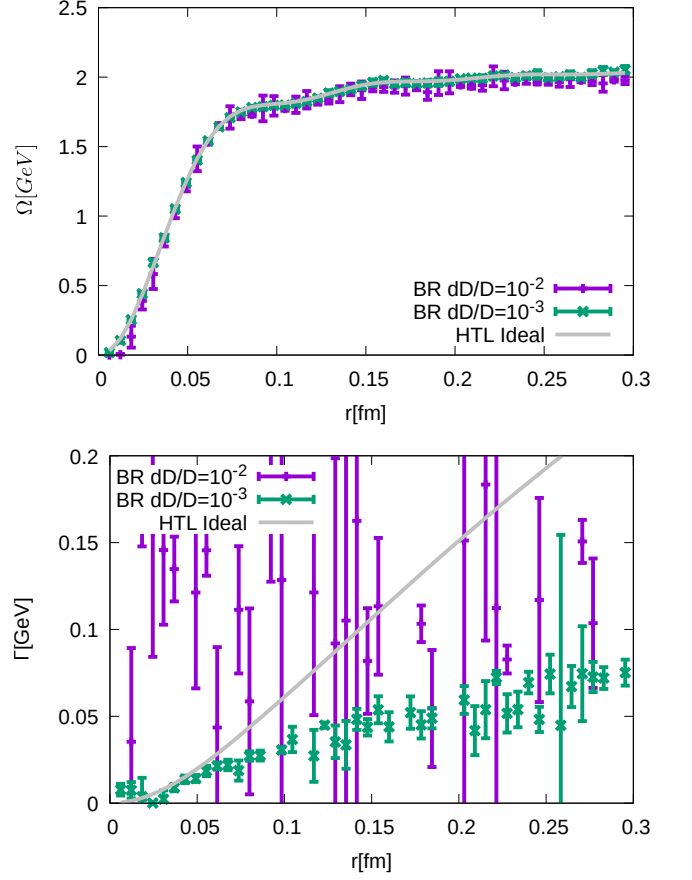 2.5
2
1.5
1
0.5
0
Ω[GeV]
BR dD/D=10⁻²
BR dD/D=10⁻³
HTL Ideal
0 0.05 0.1 0.15 0.2 0.25 0.3
r[fm]
0.2
0.15
0.1
0.05
0
Γ[GeV]
BR dD/D=10⁻²
BR dD/D=10⁻³
HTL Ideal
0 0.05 0.1 0.15 0.2 0.25 0.3
r[fm]